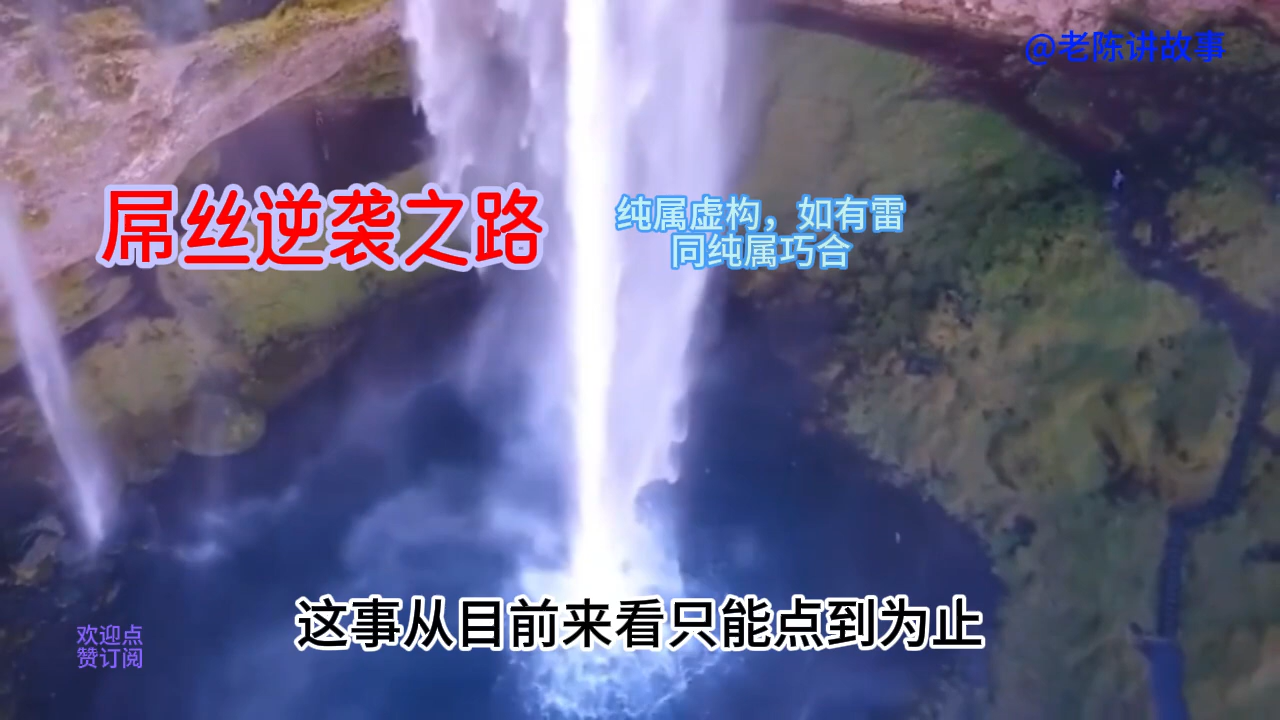 @老陈讲故事
屌丝逆袭之路
纯属虚构，如有雷
同纯属巧合
这事从目前来看只能点到为止
欢迎点
赞订阅